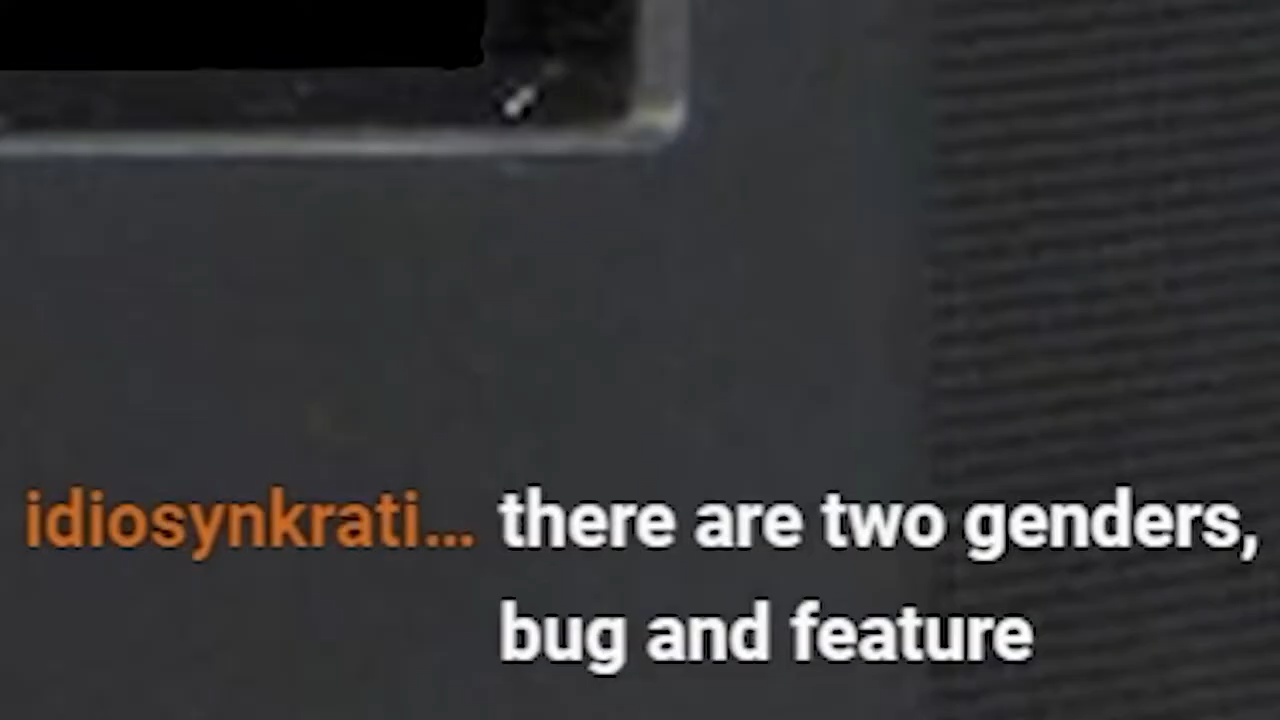 idiosynkrati… there are two genders,
bug and feature